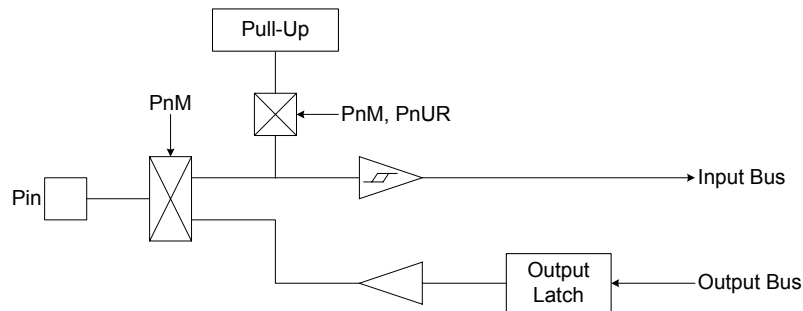 Pull-Up
PnM
PnM, PnUR
Pin
Input Bus
Output
Latch
Output Bus